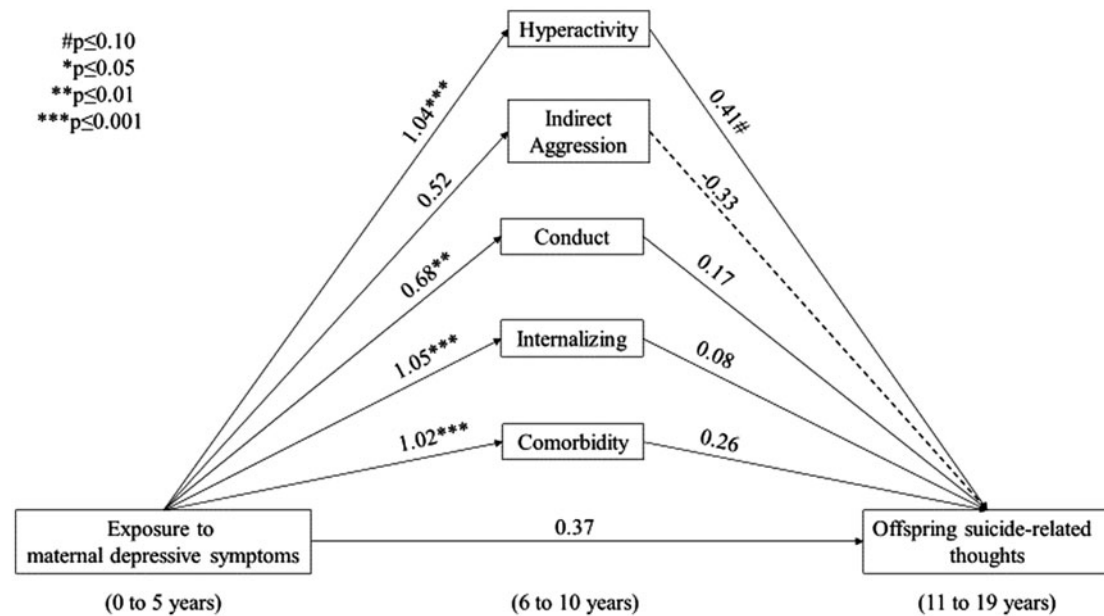 #p≤0.10
*p≤0.05
**p≤0.01
***p≤0.001
Hyperactivity
1.04***
0.41#
Indirect
Aggression
0.52
-0.33
Conduct
0.68**
0.17
Internalizing
1.05***
0.08
Comorbidity
1.02***
0.26
Exposure to
maternal depressive symptoms
0.37
Offspring suicide-related
thoughts
(0 to 5 years)
(6 to 10 years)
(11 to 19 years)